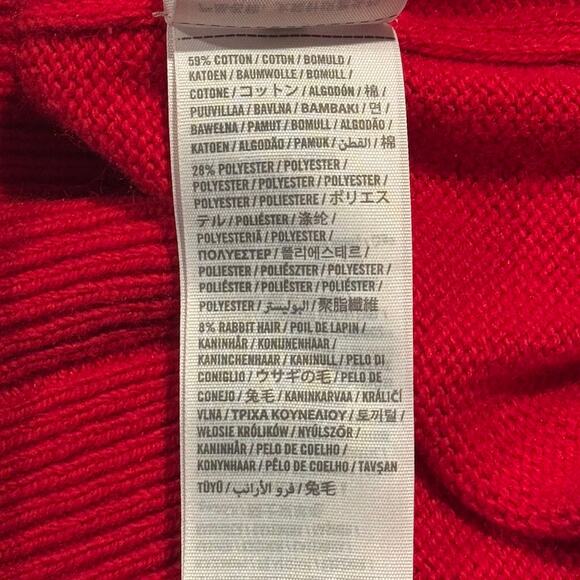 59% COTTON / COTTON / BOMULD /
KATOEN / BAUMWOLLE / BOMULL /
COTONE / コットン / ALGODÓN / 棉 /
PUUVILLAA / BAVLNA / BAMBAKI / 면 /
BAWEŁNA / PAMUT / BOMULL / ALGODÃO /
KATOEN / ALGODÃO / PAMUK / القطن / 棉
28% POLYESTER / POLYESTER /
POLYESTER / POLYESTER / POLYESTER /
POLYESTER / POLIESTERE / ポリエス
テル / POLIÉSTER / 涤纶 /
POLYESTERIÄ / POLYESTER /
ΠΟΛΥΕΣΤΕΡ / 폴리에스테르 /
POLIESTER / POLIÉSZTER / POLYESTER /
POLIÉSTER / POLIËSTER / POLIÉSTER /
POLYESTER / البوليستر / 聚脂纖維
8% RABBIT HAIR / POIL DE LAPIN /
KANINHÅR / KONIJNENHAAR /
KANINCHENHAAR / KANINULL / PELO DI
CONIGLIO / ウサギの毛 / PELO DE
CONEJO / 兔毛 / KANINKARVAA / KRÁLIČÍ
VLNA / ΤΡΙΧΑ ΚΟΥΝΕΛΙΟΥ / 토끼털 /
WŁOSIE KRÓLIKÓW / NYÚLSZŐR /
KANINHÅR / PELO DE COELHO /
KONYNHAAR / PÊLO DE COELHO / TAVŞAN
TÜYÜ / فرو الأرانب / 兔毛